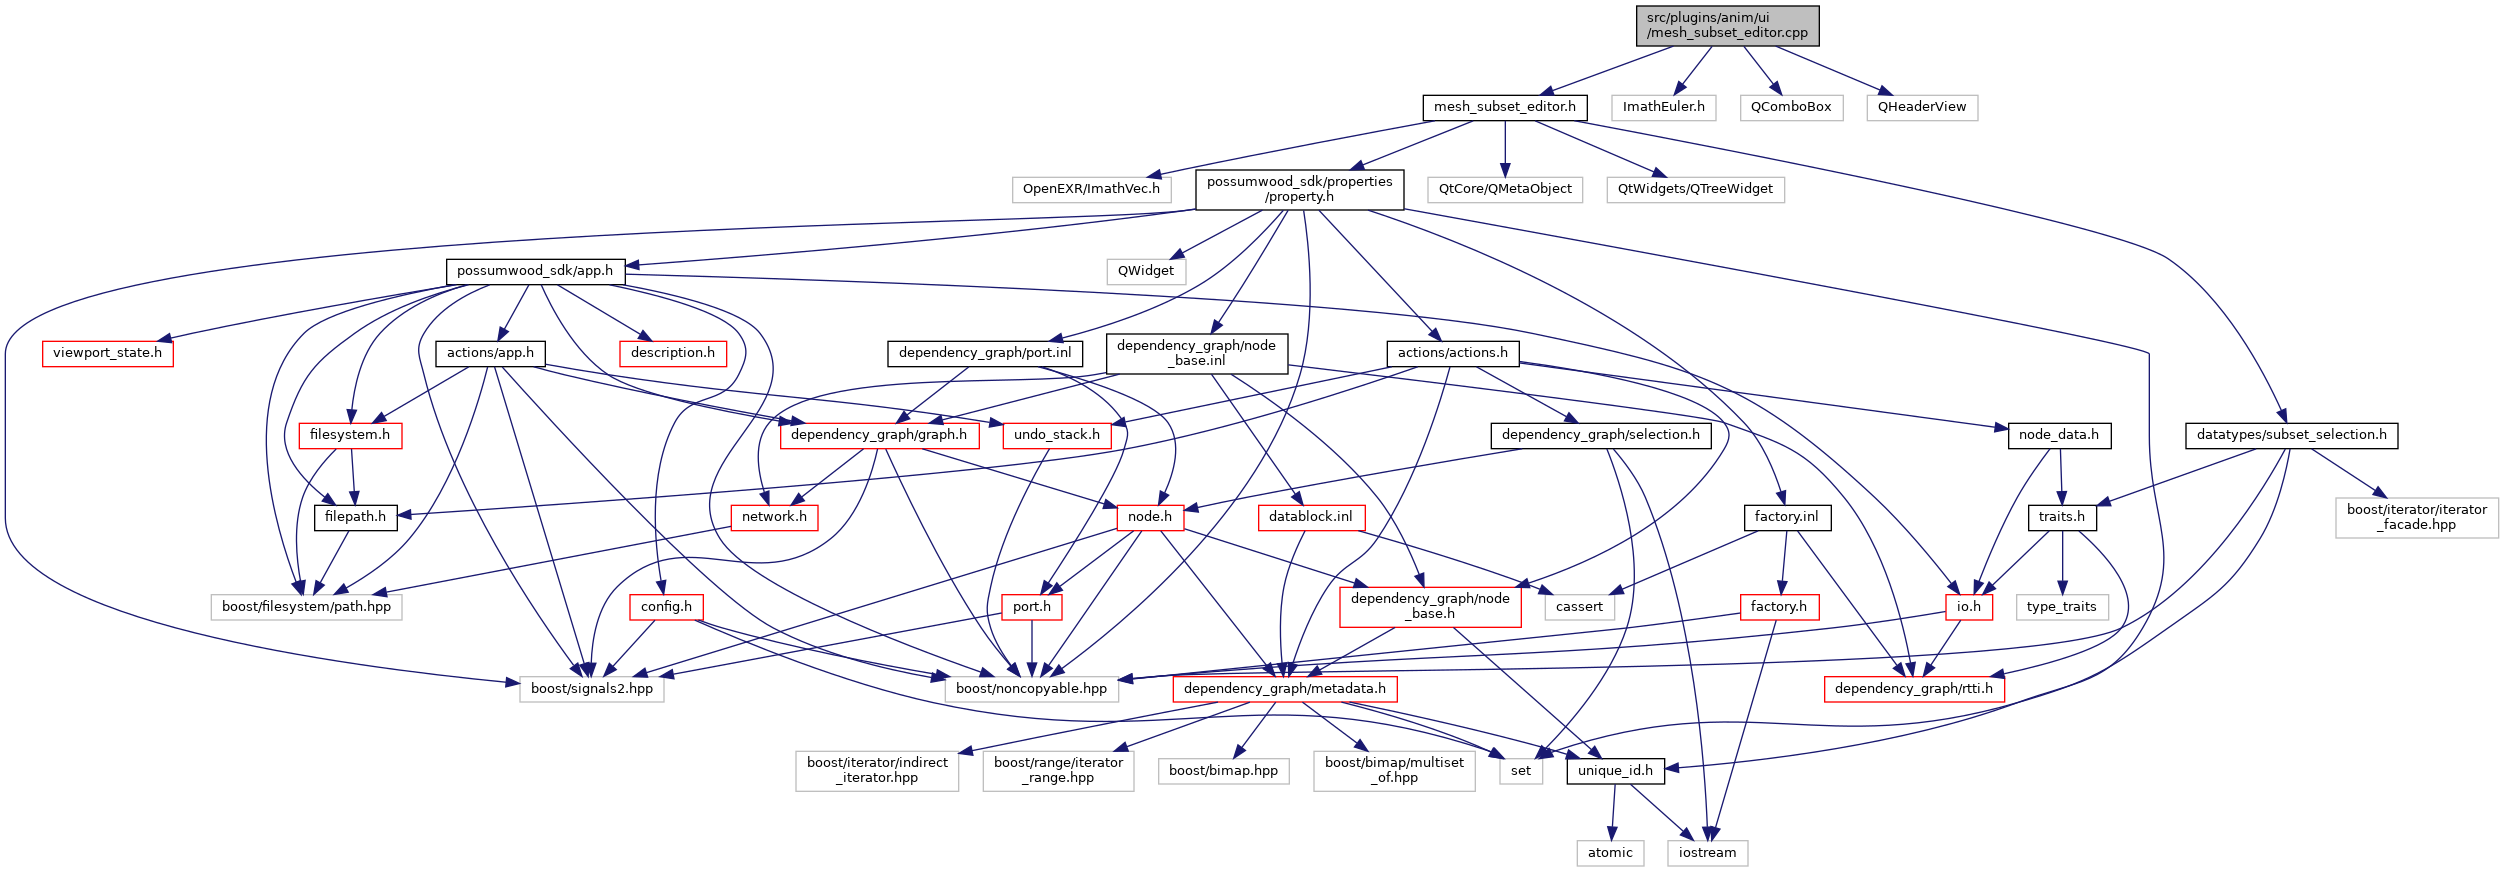 src/plugins/anim/ui
/mesh_subset_editor.cpp
mesh_subset_editor.h
ImathEuler.h
QComboBox
QHeaderView
OpenEXR/ImathVec.h
possumwood_sdk/properties
/property.h
QtCore/QMetaObject
QtWidgets/QTreeWidget
possumwood_sdk/app.h
QWidget
viewport_state.h
actions/app.h
description.h
dependency_graph/port.inl
dependency_graph/node
_base.inl
actions/actions.h
filesystem.h
dependency_graph/graph.h
undo_stack.h
dependency_graph/selection.h
node_data.h
datatypes/subset_selection.h
filepath.h
network.h
node.h
datablock.inl
factory.inl
traits.h
boost/iterator/iterator
_facade.hpp
boost/filesystem/path.hpp
config.h
port.h
dependency_graph/node
_base.h
cassert
factory.h
io.h
type_traits
boost/signals2.hpp
boost/noncopyable.hpp
dependency_graph/metadata.h
dependency_graph/rtti.h
boost/iterator/indirect
_iterator.hpp
boost/range/iterator
_range.hpp
boost/bimap.hpp
boost/bimap/multiset
_of.hpp
set
unique_id.h
atomic
iostream